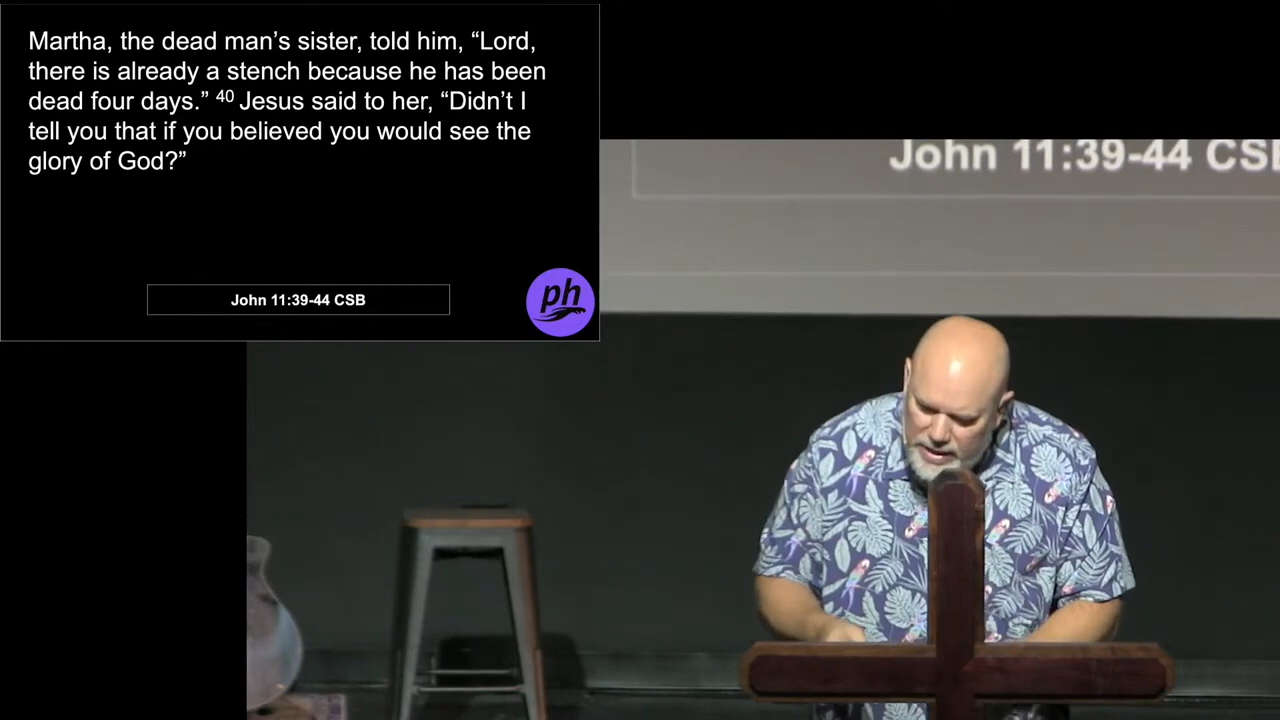 Martha, the dead man’s sister, told him, “Lord,
there is already a stench because he has been
dead four days.” ⁴⁰ Jesus said to her, “Didn’t I
tell you that if you believed you would see the
glory of God?”
John 11:39-44 CSB
ph
John 11:39-44 CSB